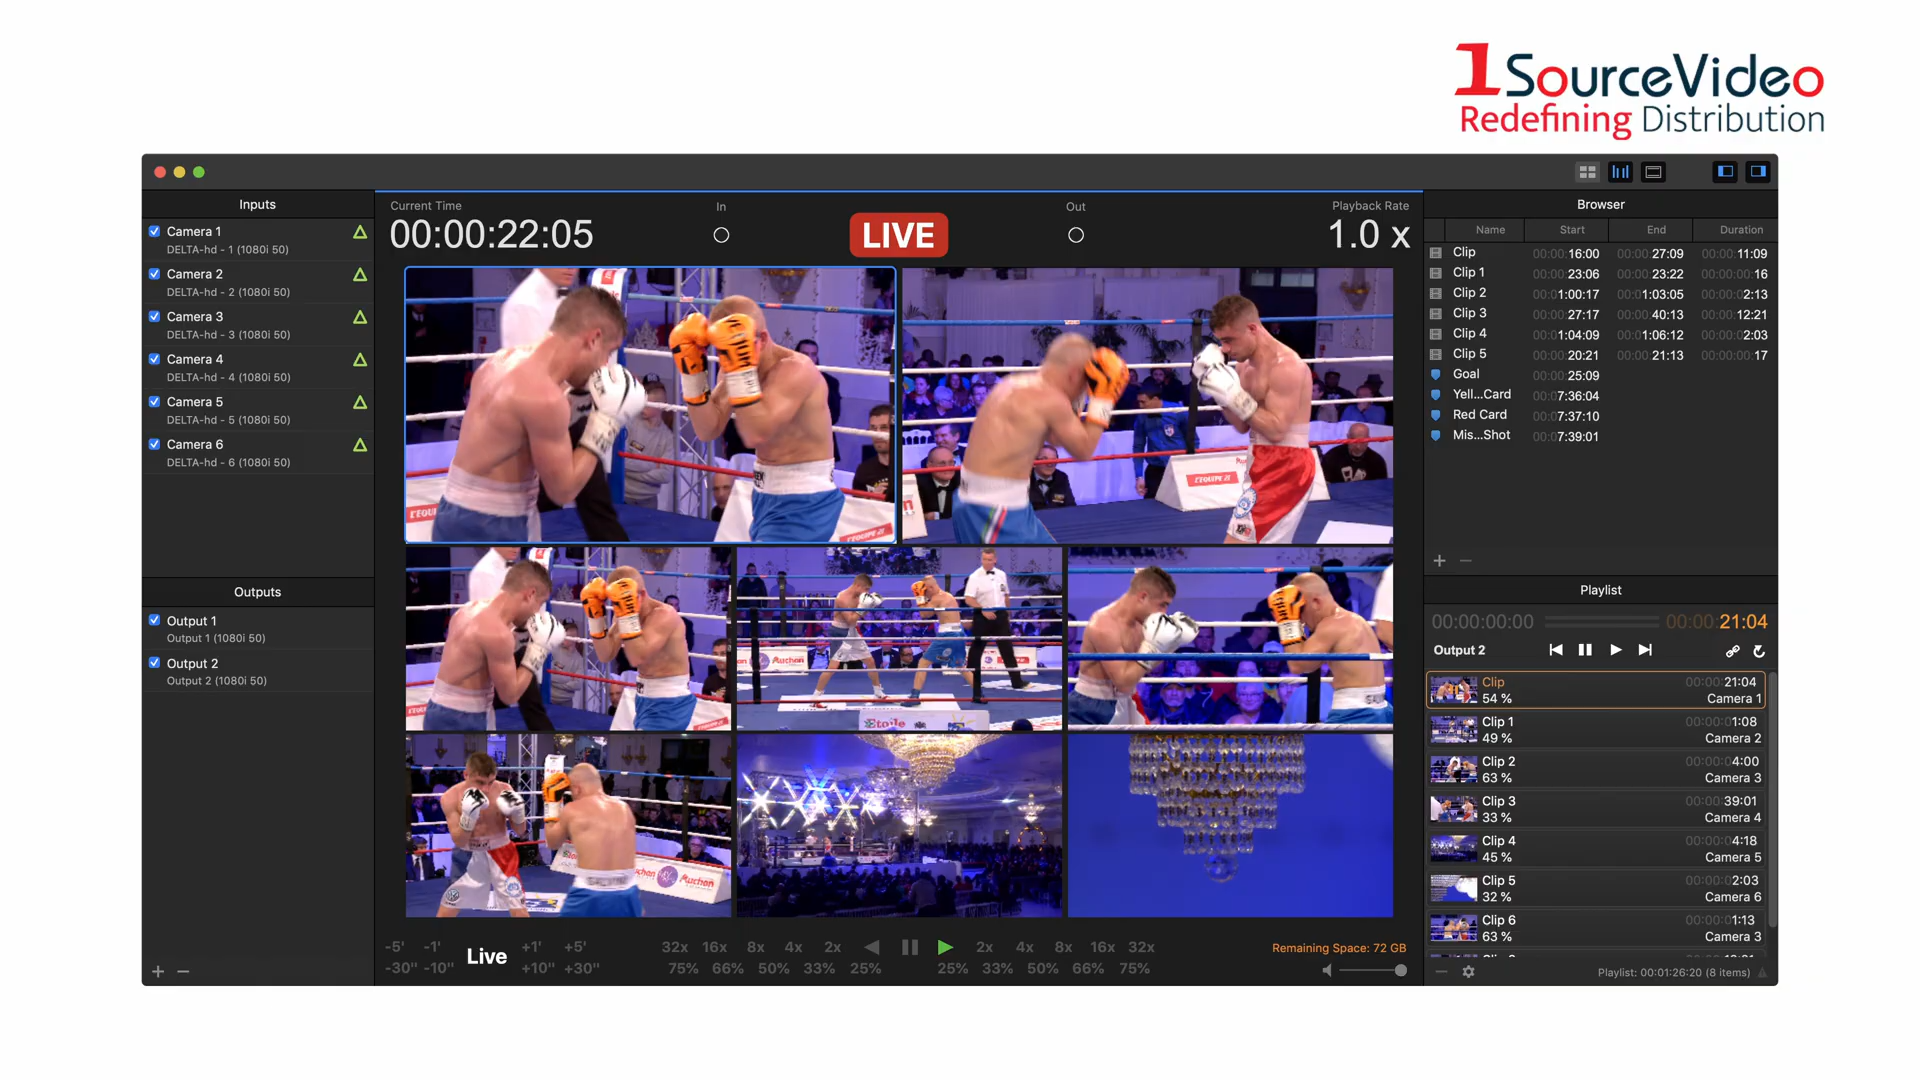 1SourceVideo
Redefining Distribution
Inputs
Camera 1
DELTA-hd - 1 (1080i 50)
Camera 2
DELTA-hd - 2 (1080i 50)
Camera 3
DELTA-hd - 3 (1080i 50)
Camera 4
DELTA-hd - 4 (1080i 50)
Camera 5
DELTA-hd - 5 (1080i 50)
Camera 6
DELTA-hd - 6 (1080i 50)
Outputs
Output 1
Output 1 (1080i 50)
Output 2
Output 2 (1080i 50)
Current Time In Out Playback Rate
00:00:22:05 LIVE 1.0 x
L'EQUIPE 21
L'EQUIPE 21
Auchan
Auchan
Etoile
Auchan
-5' -1' Live +1' +5'
-30" -10" +10" +30"
32x 16x 8x 4x 2x 2x 4x 8x 16x 32x
75% 66% 50% 33% 25% 25% 33% 50% 66% 75%
Remaining Space: 72 GB
Browser
Name Start End Duration
Clip 00:00:16:00 00:00:27:09 00:00:11:09
Clip 1 00:00:23:06 00:00:23:22 00:00:00:16
Clip 2 00:01:00:17 00:01:03:05 00:00:02:13
Clip 3 00:00:27:17 00:00:40:13 00:00:12:21
Clip 4 00:01:04:09 00:01:06:12 00:00:02:03
Clip 5 00:00:20:21 00:00:21:13 00:00:00:17
Goal 00:00:25:09
Yell...Card 00:07:36:04
Red Card 00:07:37:10
Mis...Shot 00:07:39:01
Playlist
00:00:00:00 00:00:21:04
Output 2
Clip 00:00:21:04
54 % Camera 1
Clip 1 00:00:01:08
49 % Camera 2
Clip 2 00:00:04:00
63 % Camera 3
Clip 3 00:00:39:01
33 % Camera 4
Clip 4 00:00:04:18
45 % Camera 5
Clip 5 00:00:02:03
32 % Camera 6
Clip 6 00:00:01:13
63 % Camera 3
Playlist: 00:01:26:20 (8 items)